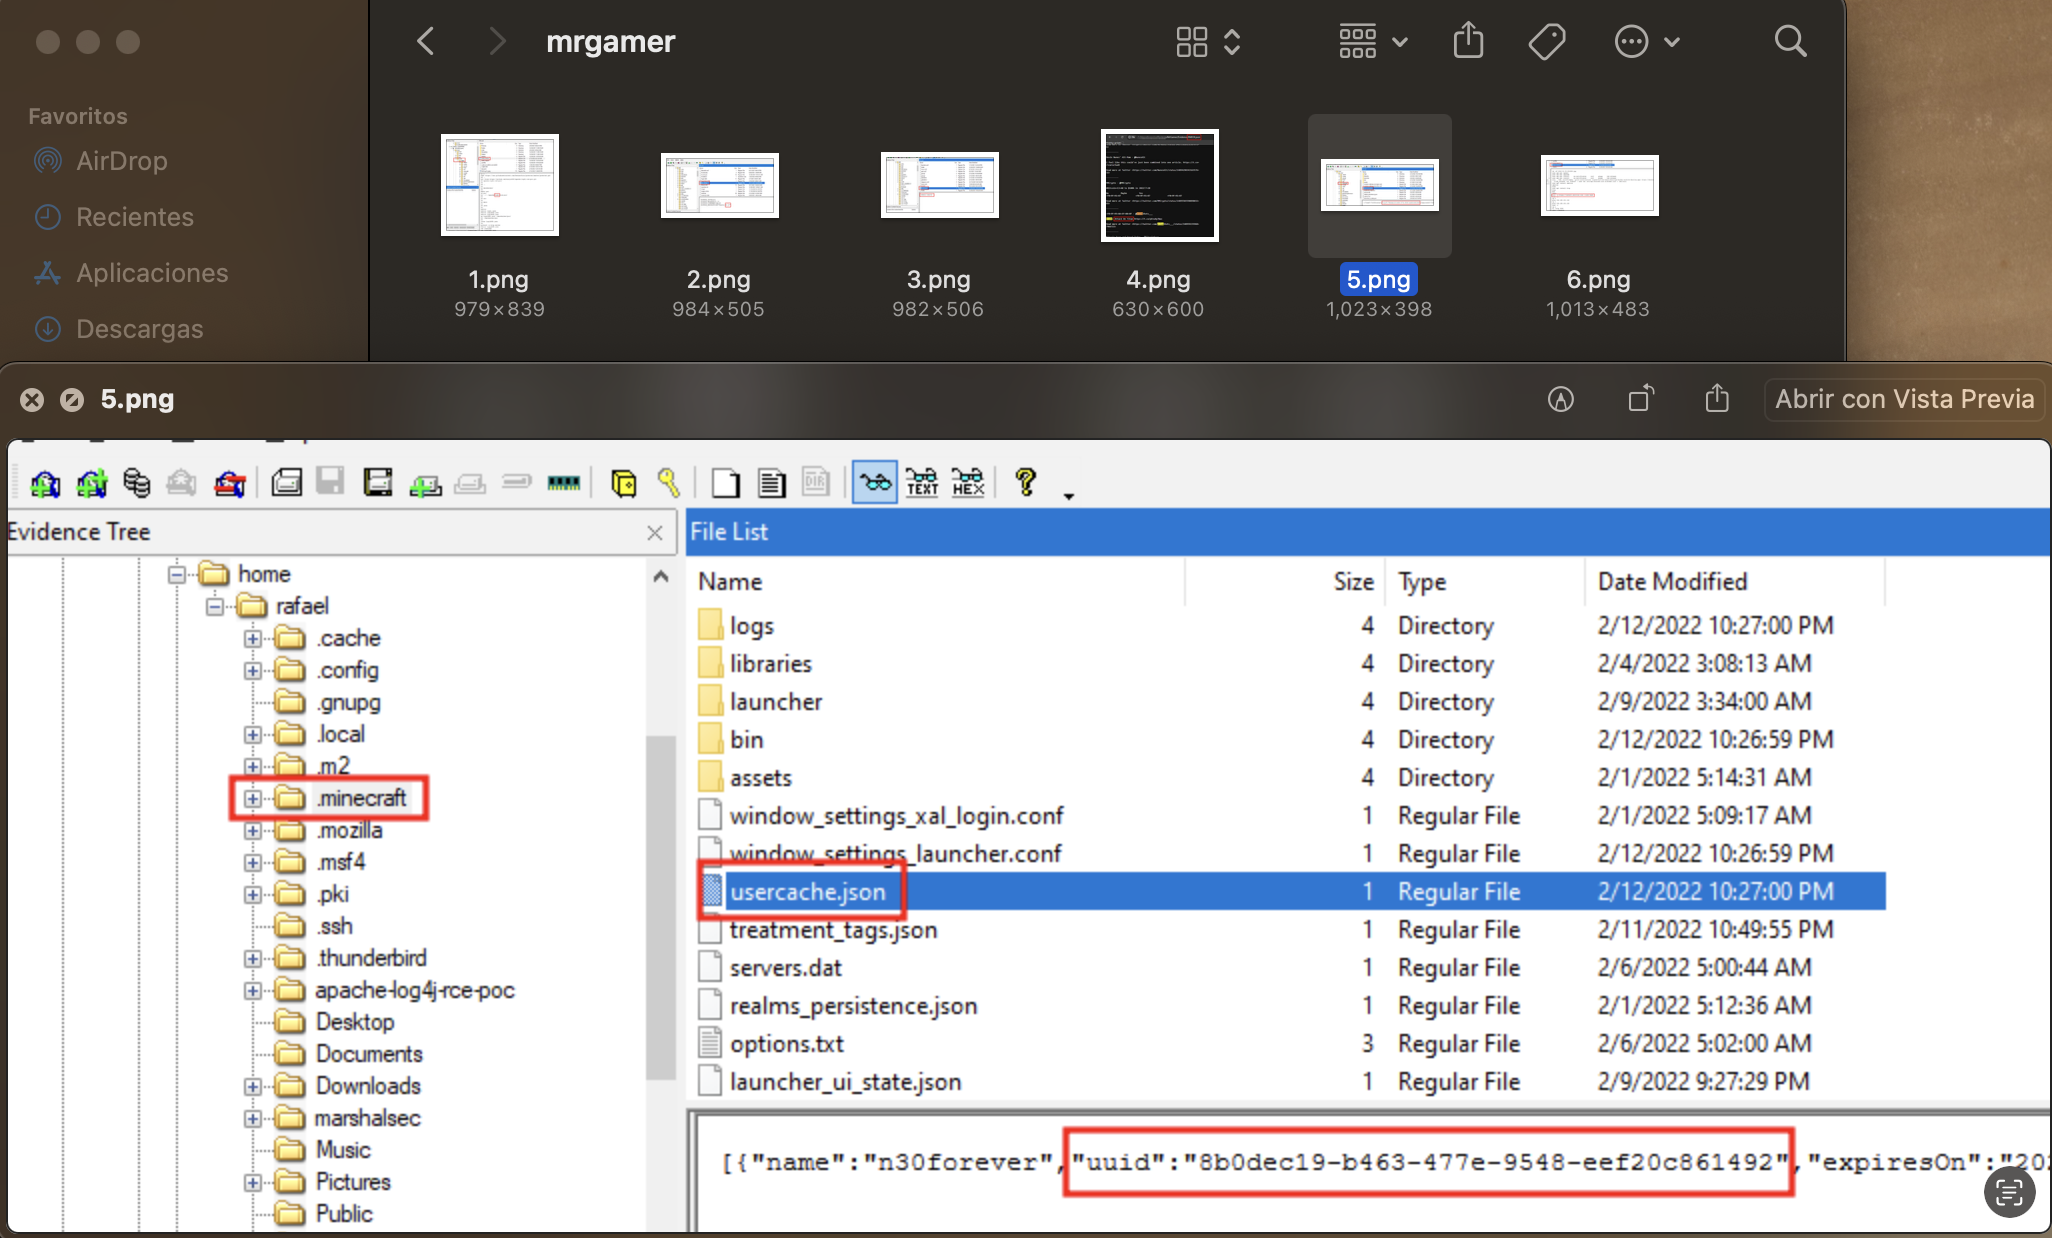 mrgamer
Favoritos
AirDrop
Recientes
Aplicaciones
Descargas
1.png
979×839
2.png
984×505
3.png
982×506
4.png
630×600
5.png
1,023×398
6.png
1,013×483
5.png
Abrir con Vista Previa
DIR
TEXT
HEX
Evidence Tree
home
rafael
.cache
.config
.gnupg
.local
.m2
.minecraft
.mozilla
.msf4
.pki
.ssh
.thunderbird
apache-log4j-rce-poc
Desktop
Documents
Downloads
marshalsec
Music
Pictures
Public
File List
Name Size Type Date Modified
logs 4 Directory 2/12/2022 10:27:00 PM
libraries 4 Directory 2/4/2022 3:08:13 AM
launcher 4 Directory 2/9/2022 3:34:00 AM
bin 4 Directory 2/12/2022 10:26:59 PM
assets 4 Directory 2/1/2022 5:14:31 AM
window_settings_xal_login.conf 1 Regular File 2/1/2022 5:09:17 AM
window_settings_launcher.conf 1 Regular File 2/12/2022 10:26:59 PM
usercache.json 1 Regular File 2/12/2022 10:27:00 PM
treatment_tags.json 1 Regular File 2/11/2022 10:49:55 PM
servers.dat 1 Regular File 2/6/2022 5:00:44 AM
realms_persistence.json 1 Regular File 2/1/2022 5:12:36 AM
options.txt 3 Regular File 2/6/2022 5:02:00 AM
launcher_ui_state.json 1 Regular File 2/9/2022 9:27:29 PM
[{"name":"n30forever","uuid":"8b0dec19-b463-477e-9548-eef20c861492","expiresOn":"202